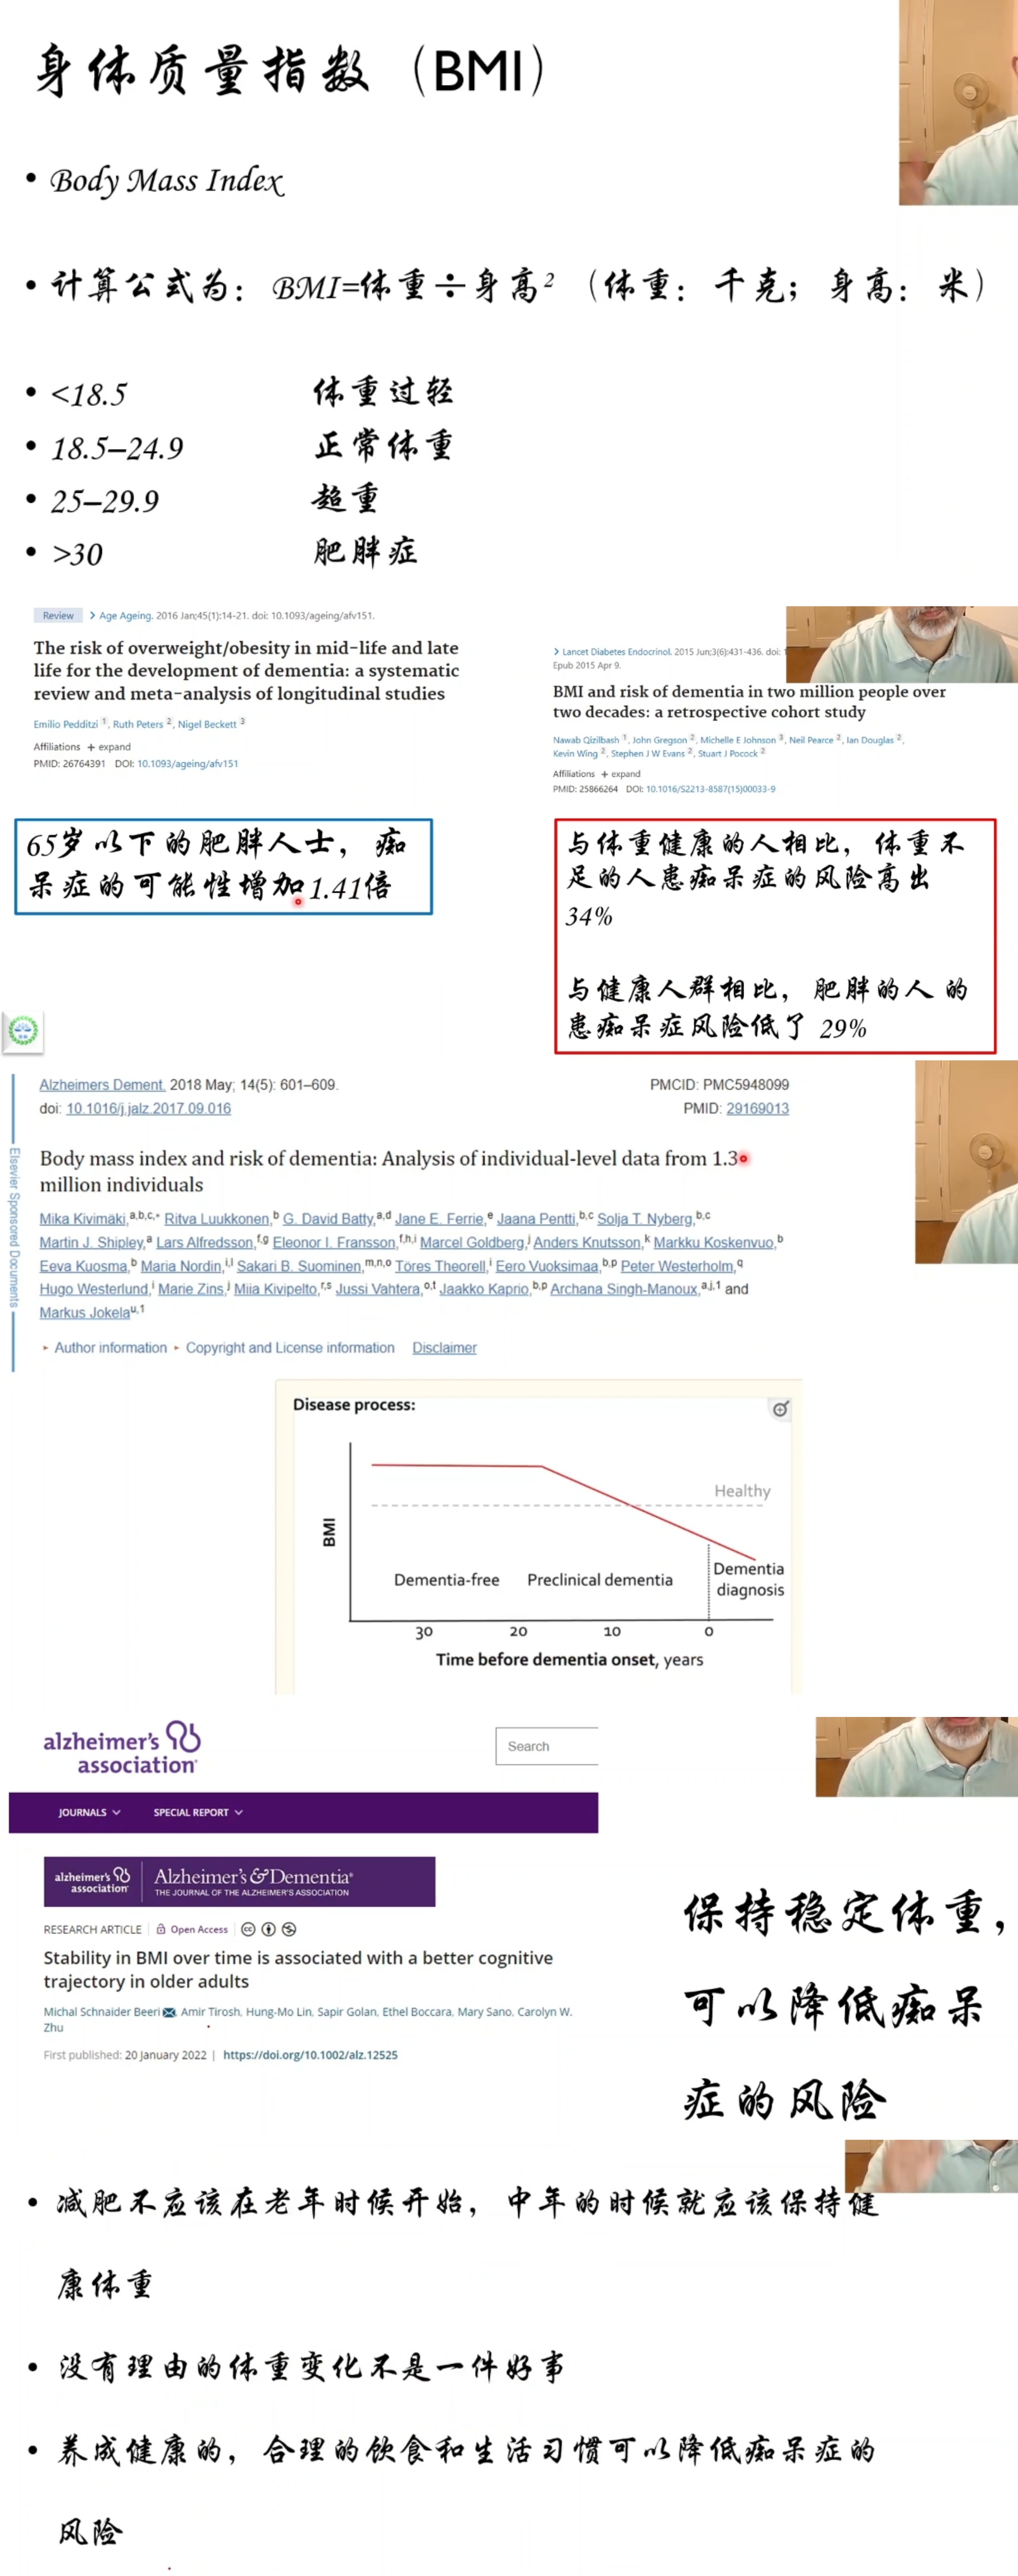 身体质量指数（BMI）
• Body Mass Index
• 计算公式为：BMI=体重÷身高²（体重：千克；身高：米）
• <18.5 体重过轻
• 18.5–24.9 正常体重
• 25–29.9 超重
• >30 肥胖症
Review > Age Ageing. 2016 Jan;45(1):14-21. doi: 10.1093/ageing/afv151.
The risk of overweight/obesity in mid-life and late
life for the development of dementia: a systematic
review and meta-analysis of longitudinal studies
Emilio Pedditzi 1, Ruth Peters 2, Nigel Beckett 3
Affiliations + expand
PMID: 26764391 DOI: 10.1093/ageing/afv151
65岁以下的肥胖人士，痴
呆症的可能性增加1.41倍
> Lancet Diabetes Endocrinol. 2015 Jun;3(6):431-436. doi:
Epub 2015 Apr 9.
BMI and risk of dementia in two million people over
two decades: a retrospective cohort study
Nawab Qizilbash 1, John Gregson 2, Michelle E Johnson 3, Neil Pearce 2, Ian Douglas 2,
Kevin Wing 2, Stephen J W Evans 2, Stuart J Pocock 2
Affiliations + expand
PMID: 25866264 DOI: 10.1016/S2213-8587(15)00033-9
与体重健康的人相比，体重不
足的人患痴呆症的风险高出
34%
与健康人群相比，肥胖的人 的
患痴呆症风险低了 29%
Elsevier Sponsored Documents
Alzheimers Dement. 2018 May; 14(5): 601–609.
doi: 10.1016/j.jalz.2017.09.016
PMCID: PMC5948099
PMID: 29169013
Body mass index and risk of dementia: Analysis of individual-level data from 1.3
million individuals
Mika Kivimäki,a,b,c,* Ritva Luukkonen,b G. David Batty,a,d Jane E. Ferrie,e Jaana Pentti,b,c Solja T. Nyberg,b,c
Martin J. Shipley,a Lars Alfredsson,f,g Eleonor I. Fransson,f,h,i Marcel Goldberg,j Anders Knutsson,k Markku Koskenvuo,b
Eeva Kuosma,b Maria Nordin,i,l Sakari B. Suominen,m,n,o Töres Theorell,i Eero Vuoksimaa,b,p Peter Westerholm,q
Hugo Westerlund,i Marie Zins,j Miia Kivipelto,r,s Jussi Vahtera,o,t Jaakko Kaprio,b,p Archana Singh-Manoux,a,j,1 and
Markus Jokelau,1
▸ Author information ▸ Copyright and License information Disclaimer
Disease process:
BMI
Healthy
Dementia-free Preclinical dementia
Dementia
diagnosis
30 20 10 0
Time before dementia onset, years
alzheimer's
association
Search
JOURNALS SPECIAL REPORT
alzheimer's
association
Alzheimer's & Dementia
THE JOURNAL OF THE ALZHEIMER'S ASSOCIATION
RESEARCH ARTICLE Open Access
Stability in BMI over time is associated with a better cognitive
trajectory in older adults
Michal Schnaider Beeri, Amir Tirosh, Hung-Mo Lin, Sapir Golan, Ethel Boccara, Mary Sano, Carolyn W.
Zhu
First published: 20 January 2022 | https://doi.org/10.1002/alz.12525
保持稳定体重，
可以降低痴呆
症的风险
• 减肥不应该在老年时候开始，中年的时候就应该保持健
康体重
• 没有理由的体重变化不是一件好事
• 养成健康的，合理的饮食和生活习惯可以降低痴呆症的
风险